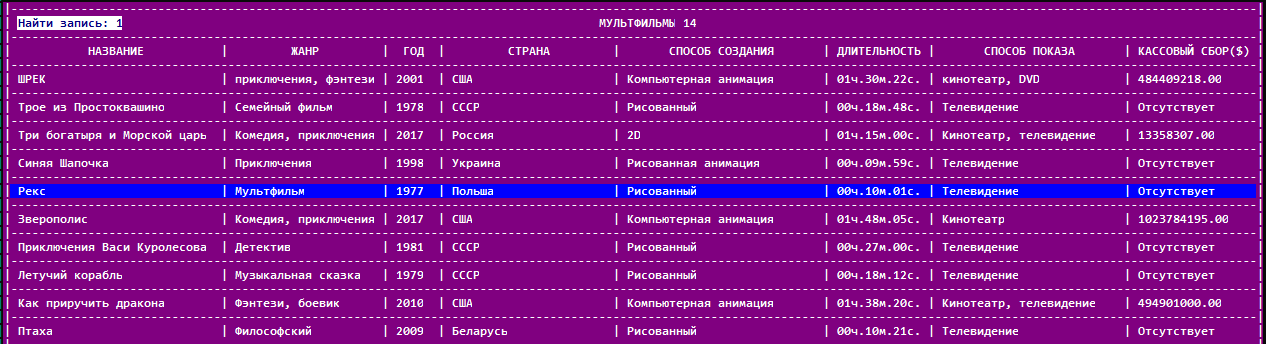 Найти запись: 1 МУЛЬТФИЛЬМЫ 14
НАЗВАНИЕ | ЖАНР | ГОД | СТРАНА | СПОСОБ СОЗДАНИЯ | ДЛИТЕЛЬНОСТЬ | СПОСОБ ПОКАЗА | КАССОВЫЙ СБОР($)
ШРЕК | приключения, фэнтези | 2001 | США | Компьютерная анимация | 01ч.30м.22с. | кинотеатр, DVD | 484409218.00
Трое из Простоквашино | Семейный фильм | 1978 | СССР | Рисованный | 00ч.18м.48с. | Телевидение | Отсутствует
Три богатыря и Морской царь | Комедия, приключения | 2017 | Россия | 2D | 01ч.15м.00с. | Кинотеатр, телевидение | 13358307.00
Синяя Шапочка | Приключения | 1998 | Украина | Рисованная анимация | 00ч.09м.59с. | Телевидение | Отсутствует
Рекс | Мультфильм | 1977 | Польша | Рисованный | 00ч.10м.01с. | Телевидение | Отсутствует
Зверополис | Комедия, приключения | 2017 | США | Компьютерная анимация | 01ч.48м.05с. | Кинотеатр | 1023784195.00
Приключения Васи Куролесова | Детектив | 1981 | СССР | Рисованный | 00ч.27м.00с. | Телевидение | Отсутствует
Летучий корабль | Музыкальная сказка | 1979 | СССР | Рисованный | 00ч.18м.12с. | Телевидение | Отсутствует
Как приручить дракона | Фэнтези, боевик | 2010 | США | Компьютерная анимация | 01ч.38м.20с. | Кинотеатр, телевидение | 494901000.00
Птаха | Философский | 2009 | Беларусь | Рисованный | 00ч.10м.21с. | Телевидение | Отсутствует